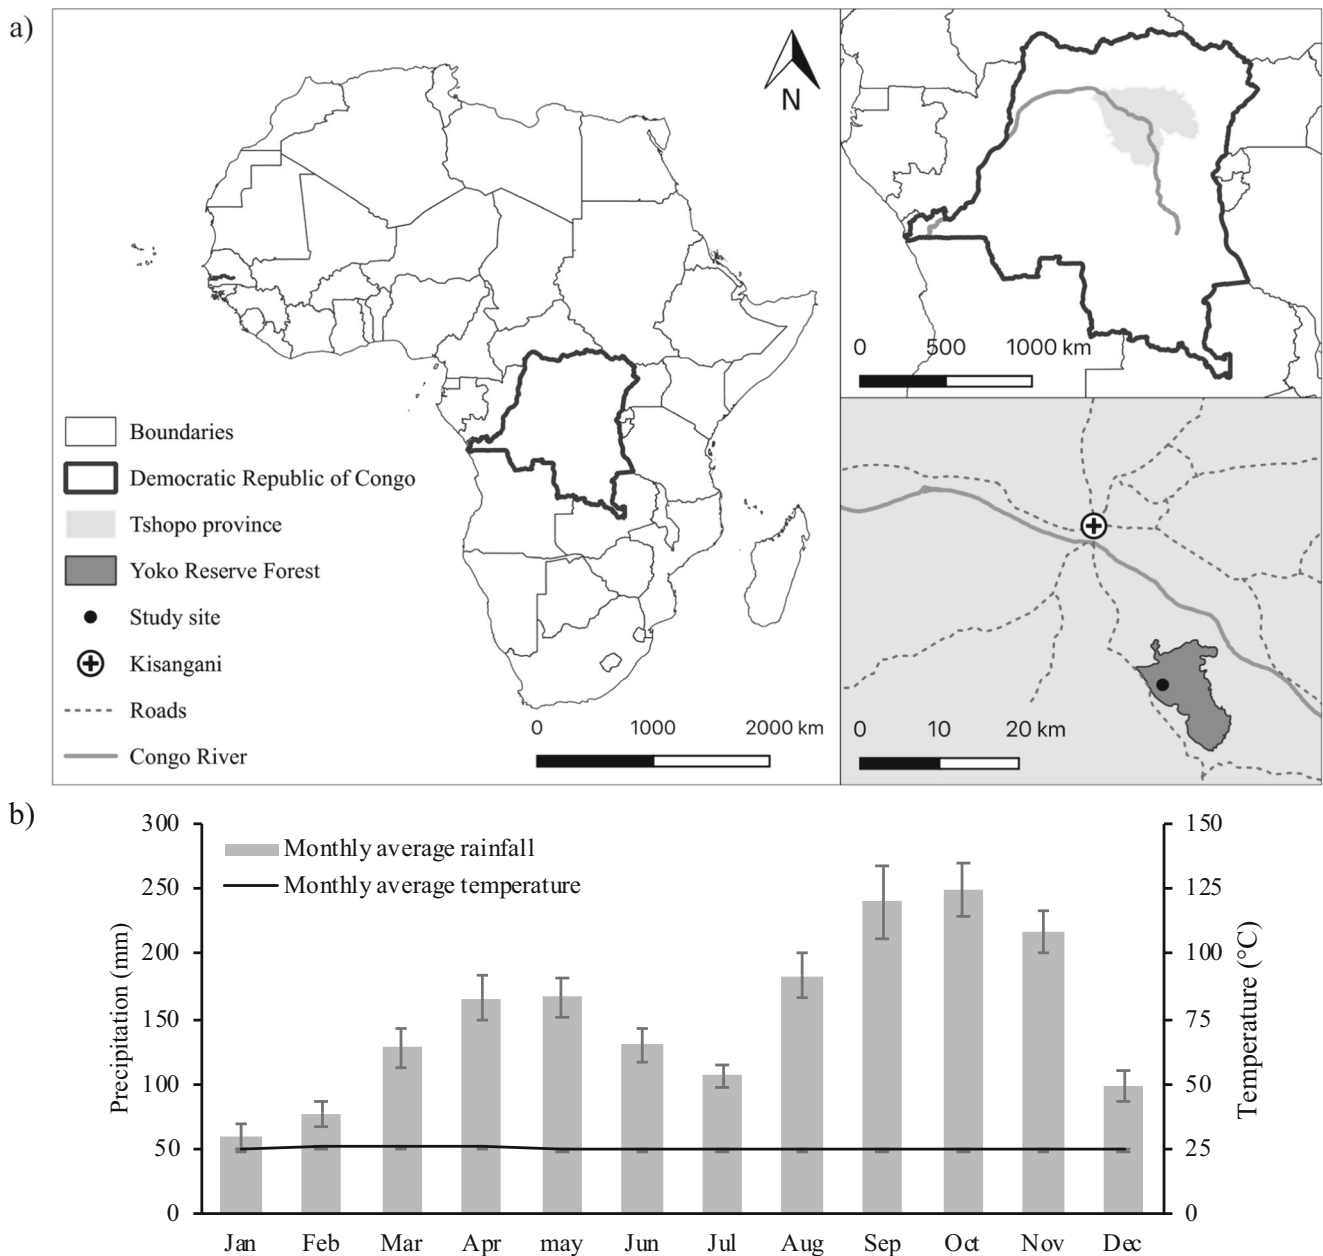 a)
N
Boundaries
Democratic Republic of Congo
Tshopo province
Yoko Reserve Forest
Study site
Kisangani
Roads
Congo River
0 1000 2000 km
0 500 1000 km
0 10 20 km
b)
300 150
Monthly average rainfall
Monthly average temperature
250 125
200 100
150 75
100 50
50 25
0 0
Precipitation (mm)
Temperature (°C)
Jan Feb Mar Apr may Jun Jul Aug Sep Oct Nov Dec